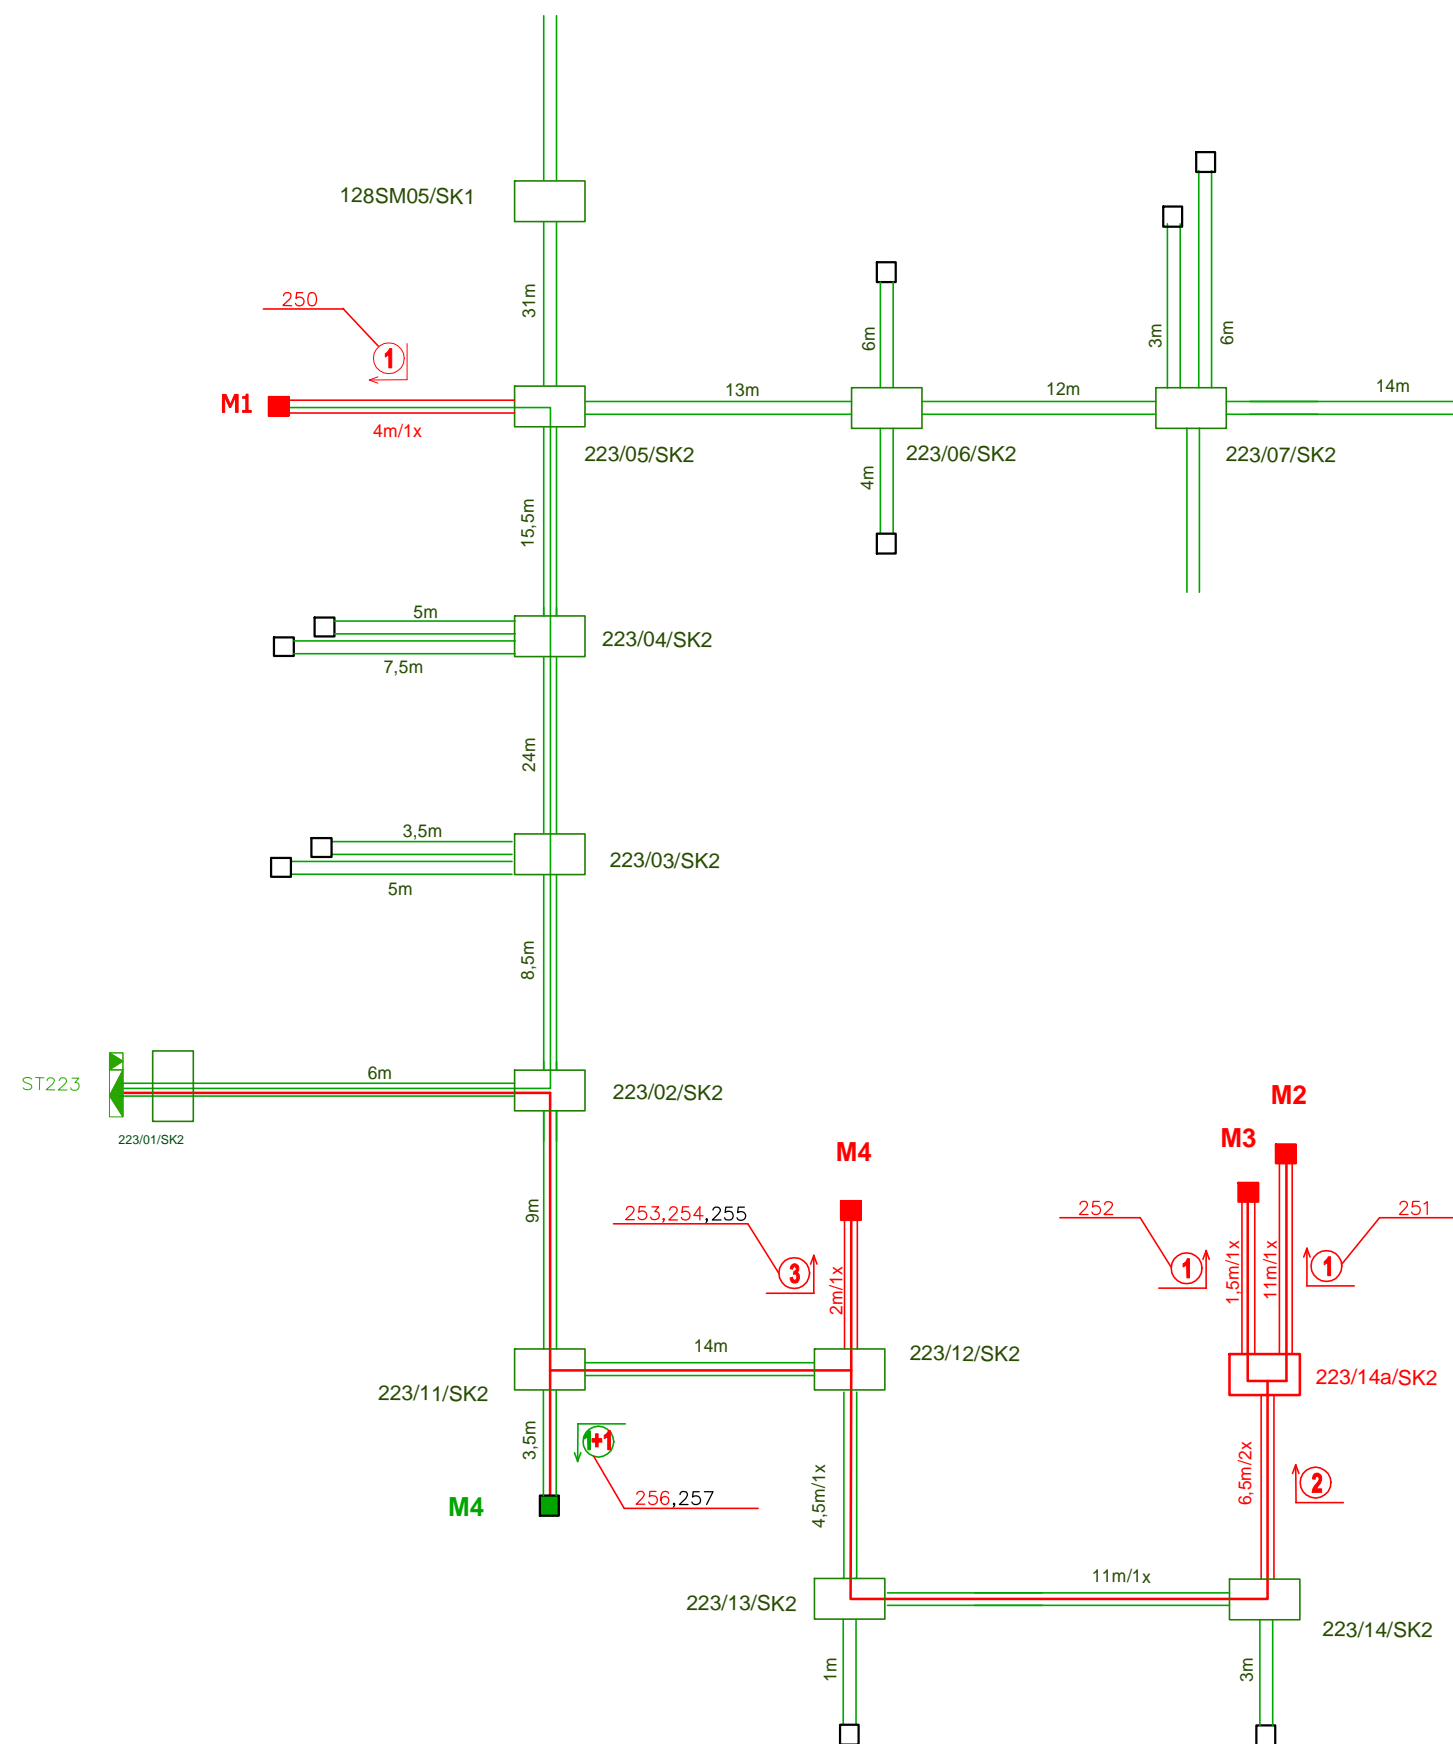 128SM05/SK1
31m
250
1
M1
4m/1x
223/05/SK2
13m
6m
4m
223/06/SK2
12m
3m
6m
14m
223/07/SK2
15,5m
5m
7,5m
223/04/SK2
24m
3,5m
5m
223/03/SK2
8,5m
ST223
6m
223/01/SK2
223/02/SK2
M2
M3
M4
9m
253,254,255
3
2m/1x
252
1
1,5m/1x
11m/1x
1
251
14m
223/12/SK2
223/11/SK2
223/14a/SK2
3,5m
1+1
256,257
M4
4,5m/1x
6,5m/2x
2
11m/1x
223/13/SK2
223/14/SK2
1m
3m